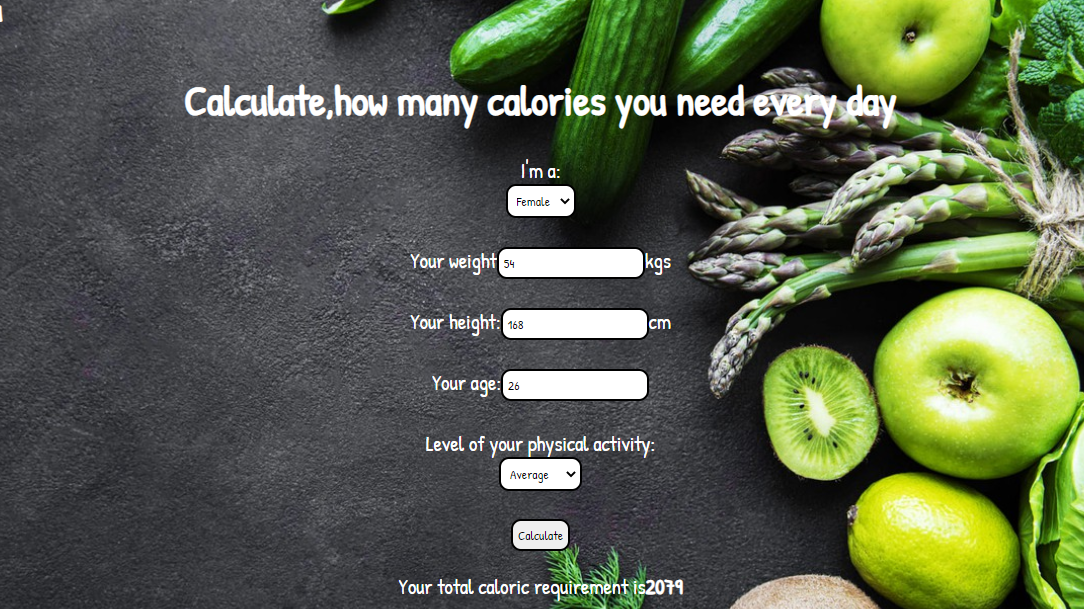 Calculate,how many calories you need every day
I'm a:
Female
Your weight 54 kgs
Your height: 168 cm
Your age: 26
Level of your physical activity:
Average
Calculate
Your total caloric requirement is2079